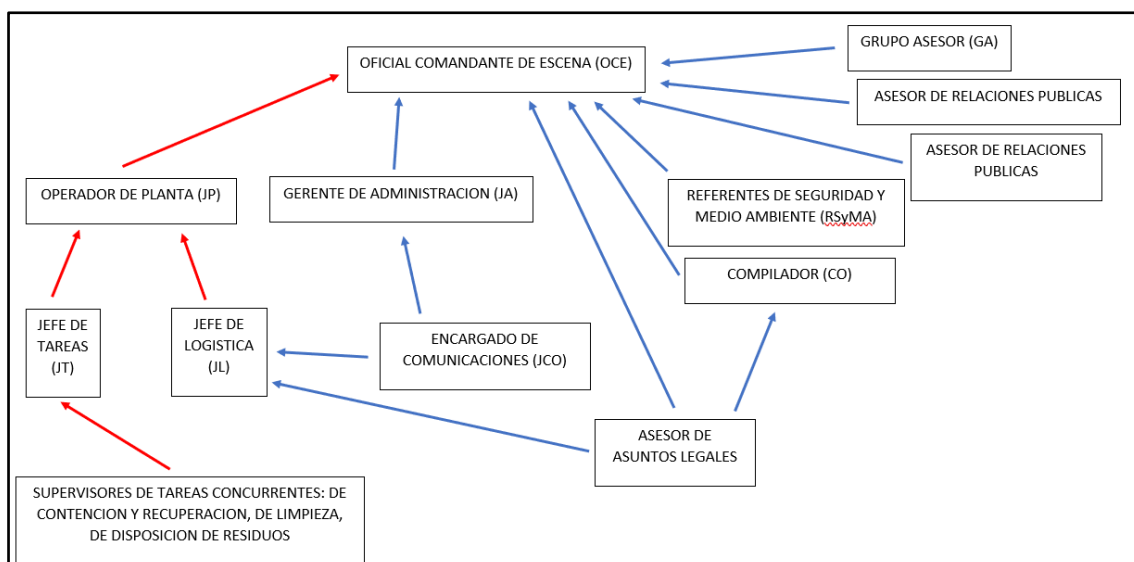 OFICIAL COMANDANTE DE ESCENA (OCE)
GRUPO ASESOR (GA)
ASESOR DE RELACIONES PUBLICAS
ASESOR DE RELACIONES
PUBLICAS
OPERADOR DE PLANTA (JP)
GERENTE DE ADMINISTRACION (JA)
REFERENTES DE SEGURIDAD Y
MEDIO AMBIENTE (RSyMA)
COMPILADOR (CO)
JEFE DE
TAREAS
(JT)
JEFE DE
LOGISTICA
(JL)
ENCARGADO DE
COMUNICACIONES (JCO)
ASESOR DE
ASUNTOS LEGALES
SUPERVISORES DE TAREAS CONCURRENTES: DE
CONTENCION Y RECUPERACION, DE LIMPIEZA,
DE DISPOSICION DE RESIDUOS